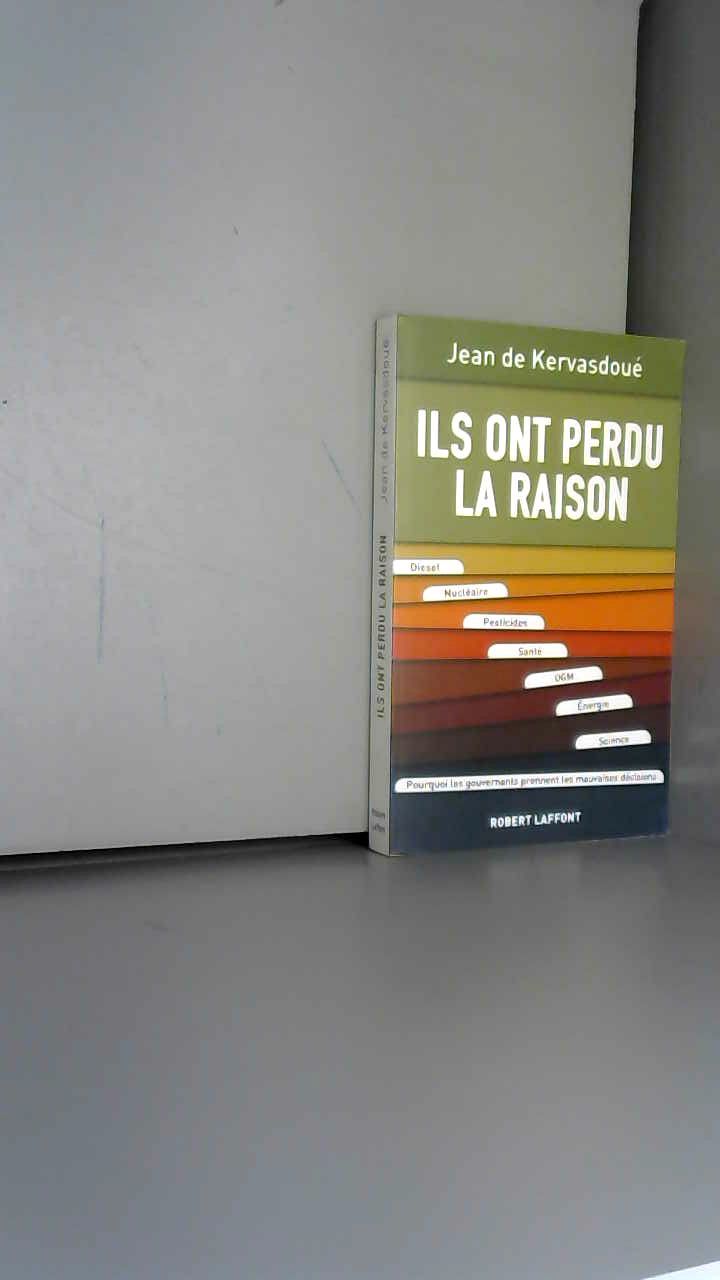 Jean de Kervasdoué
ILS ONT PERDU
LA RAISON
Diesel
Nucléaire
Pesticides
Santé
OGM
Énergie
Science
Pourquoi les gouvernants prennent les mauvaises décisions
ROBERT LAFFONT
Jean de Kervasdoué
ILS ONT PERDU LA RAISON